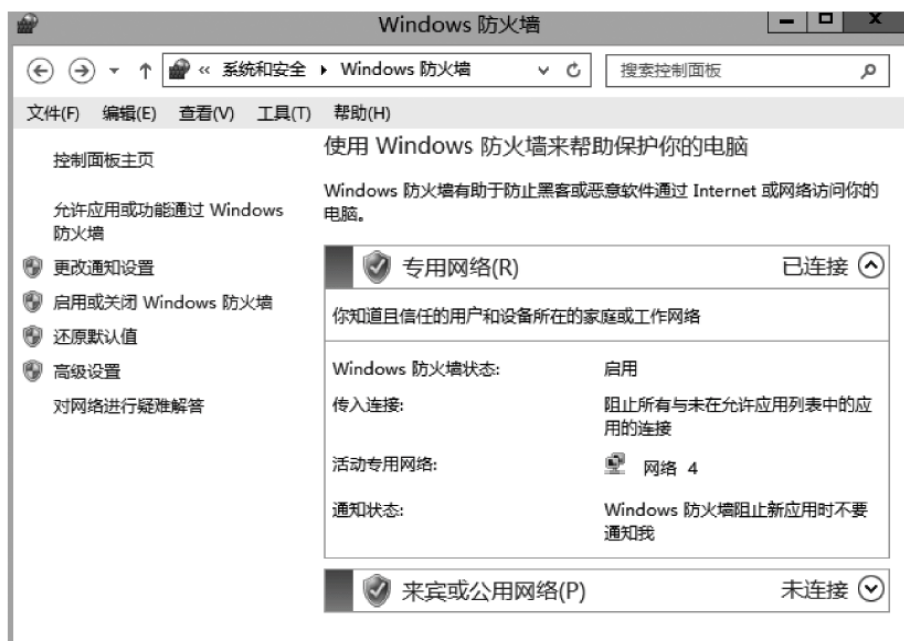 Windows 防火墙
« 系统和安全 ▸ Windows 防火墙
搜索控制面板
文件(F) 编辑(E) 查看(V) 工具(T) 帮助(H)
控制面板主页
允许应用或功能通过 Windows
防火墙
更改通知设置
启用或关闭 Windows 防火墙
还原默认值
高级设置
对网络进行疑难解答
使用 Windows 防火墙来帮助保护你的电脑
Windows 防火墙有助于防止黑客或恶意软件通过 Internet 或网络访问你的
电脑。
专用网络(R) 已连接
你知道且信任的用户和设备所在的家庭或工作网络
Windows 防火墙状态: 启用
传入连接: 阻止所有与未在允许应用列表中的应
用的连接
活动专用网络: 网络 4
通知状态: Windows 防火墙阻止新应用时不要
通知我
来宾或公用网络(P) 未连接